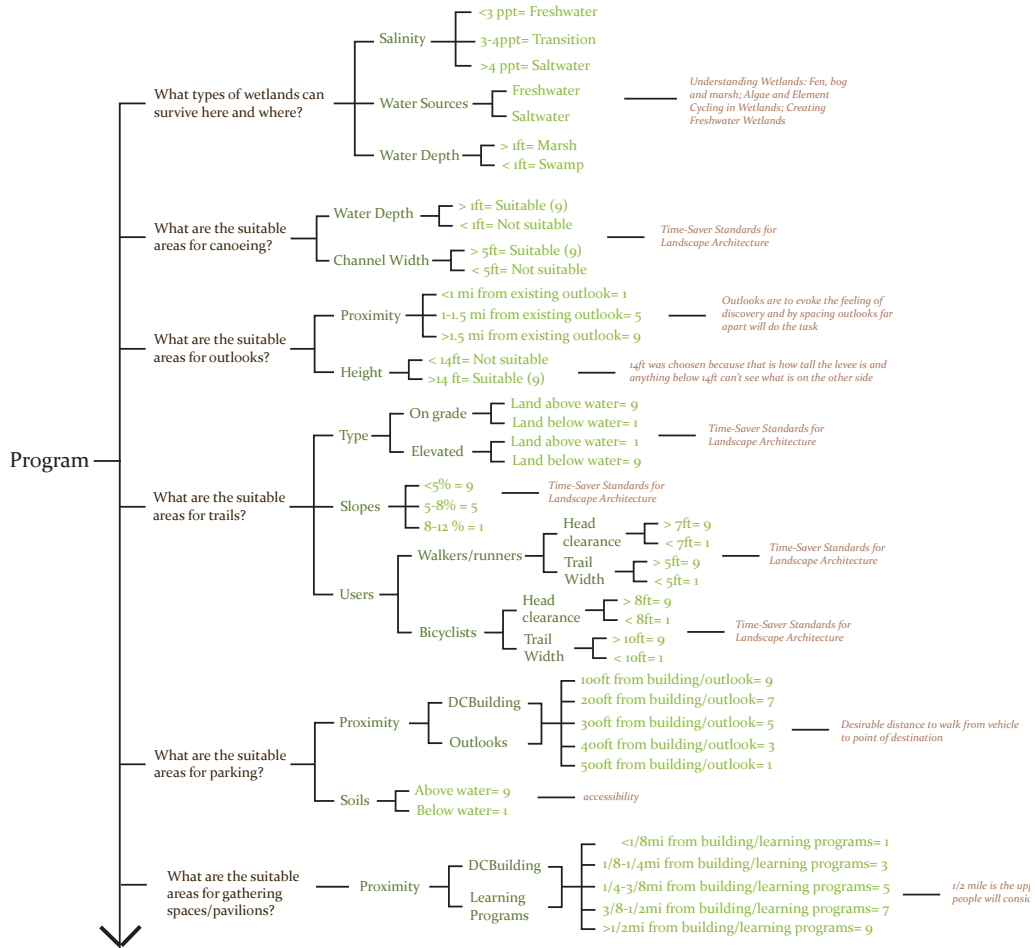 Program
What types of wetlands can
survive here and where?
Salinity
<3 ppt= Freshwater
3-4ppt= Transition
>4 ppt= Saltwater
Water Sources
Freshwater
Saltwater
Water Depth
> 1ft= Marsh
< 1ft= Swamp
Understanding Wetlands: Fen, bog
and marsh; Algae and Element
Cycling in Wetlands; Creating
Freshwater Wetlands
What are the suitable
areas for canoeing?
Water Depth
> 1ft= Suitable (9)
< 1ft= Not suitable
Channel Width
> 5ft= Suitable (9)
< 5ft= Not suitable
Time-Saver Standards for
Landscape Architecture
What are the suitable
areas for outlooks?
Proximity
<1 mi from existing outlook= 1
1-1.5 mi from existing outlook= 5
>1.5 mi from existing outlook= 9
Outlooks are to evoke the feeling of
discovery and by spacing outlooks far
apart will do the task
Height
< 14ft= Not suitable
>14 ft= Suitable (9)
14ft was choosen because that is how tall the levee is and
anything below 14ft can't see what is on the other side
What are the suitable
areas for trails?
Type
On grade
Land above water= 9
Land below water= 1
Elevated
Land above water= 1
Land below water= 9
Time-Saver Standards for
Landscape Architecture
Slopes
<5% = 9
5-8% = 5
8-12 % = 1
Time-Saver Standards for
Landscape Architecture
Users
Walkers/runners
Head
clearance
> 7ft= 9
< 7ft= 1
Trail
Width
> 5ft= 9
< 5ft= 1
Time-Saver Standards for
Landscape Architecture
Bicyclists
Head
clearance
> 8ft= 9
< 8ft= 1
Trail
Width
> 10ft= 9
< 10ft= 1
Time-Saver Standards for
Landscape Architecture
What are the suitable
areas for parking?
Proximity
DCBuilding
Outlooks
100ft from building/outlook= 9
200ft from building/outlook= 7
300ft from building/outlook= 5
400ft from building/outlook= 3
500ft from building/outlook= 1
Desirable distance to walk from vehicle
to point of destination
Soils
Above water= 9
Below water= 1
accessibility
What are the suitable
areas for gathering
spaces/pavilions?
Proximity
DCBuilding
Learning
Programs
<1/8mi from building/learning programs= 1
1/8-1/4mi from building/learning programs= 3
1/4-3/8mi from building/learning programs= 5
3/8-1/2mi from building/learning programs= 7
>1/2mi from building/learning programs= 9
1/2 mile is the
people will